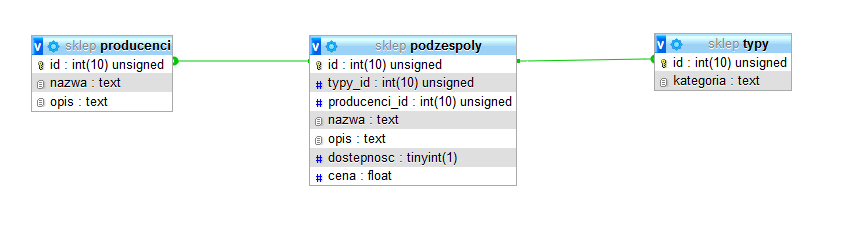 v sklep producenci
id : int(10) unsigned
nazwa : text
opis : text
v sklep podzespoly
id : int(10) unsigned
# typy_id : int(10) unsigned
# producenci_id : int(10) unsigned
nazwa : text
opis : text
# dostepnosc : tinyint(1)
# cena : float
v sklep typy
id : int(10) unsigned
kategoria : text